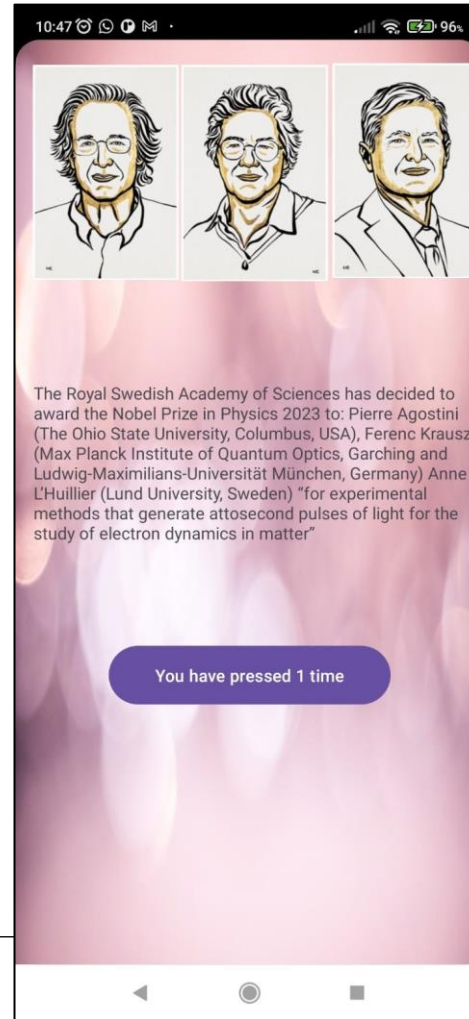 10:47
96%
The Royal Swedish Academy of Sciences has decided to
award the Nobel Prize in Physics 2023 to: Pierre Agostini
(The Ohio State University, Columbus, USA), Ferenc Krausz
(Max Planck Institute of Quantum Optics, Garching and
Ludwig-Maximilians-Universität München, Germany) Anne
L’Huillier (Lund University, Sweden) “for experimental
methods that generate attosecond pulses of light for the
study of electron dynamics in matter”
You have pressed 1 time